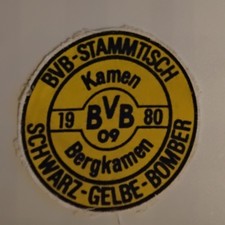 BVB-STAMMTISCH
Kamen
19 BVB 80
09
Bergkamen
SCHWARZ-GELBE-BOMBER